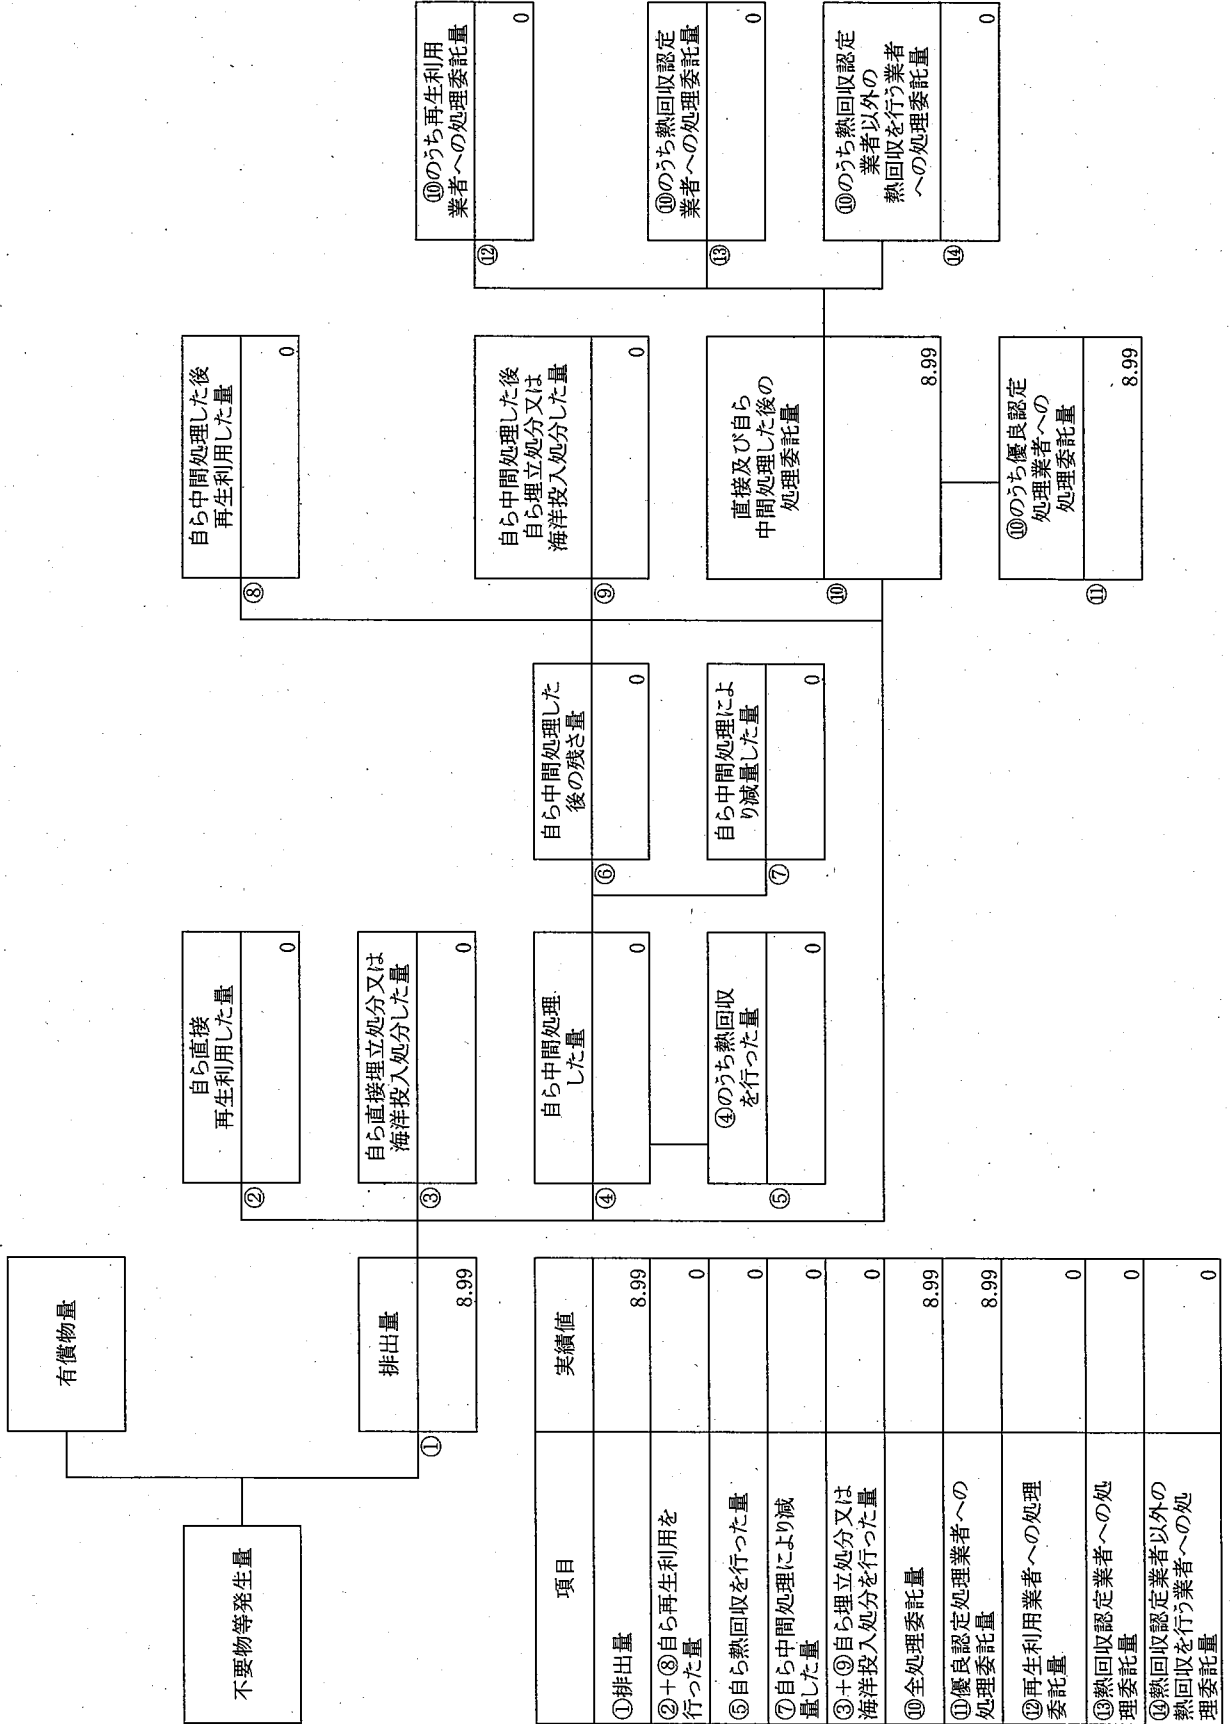 不要物等発生量
有償物量
①
排出量
8.99
②
自ら直接
再生利用した量
0
③
自ら直接埋立処分又は
海洋投入処分した量
0
④
自ら中間処理
した量
0
⑤
④のうち熱回収
を行った量
0
⑥
自ら中間処理した
後の残さ量
0
⑦
自ら中間処理によ
り減量した量
0
⑧
自ら中間処理した後
再生利用した量
0
⑨
自ら中間処理した後
自ら埋立処分又は
海洋投入処分した量
0
⑩
直接及び自ら
中間処理した後の
処理委託量
8.99
⑪
⑩のうち優良認定
処理業者への
処理委託量
8.99
⑫
⑩のうち再生利用
業者への処理委託量
0
⑬
⑩のうち熱回収認定
業者への処理委託量
0
⑭
⑩のうち熱回収認定
業者以外の
熱回収を行う業者
への処理委託量
0
項目 実績値
①排出量 8.99
②+⑧自ら再生利用を
行った量 0
⑤自ら熱回収を行った量 0
⑦自ら中間処理により減
量した量 0
③+⑨自ら埋立処分又は
海洋投入処分を行った量 0
⑩全処理委託量 8.99
⑪優良認定処理業者への
処理委託量 8.99
⑫再生利用業者への処理
委託量 0
⑬熱回収認定業者への処
理委託量 0
⑭熱回収認定業者以外の
熱回収を行う業者への処
理委託量 0